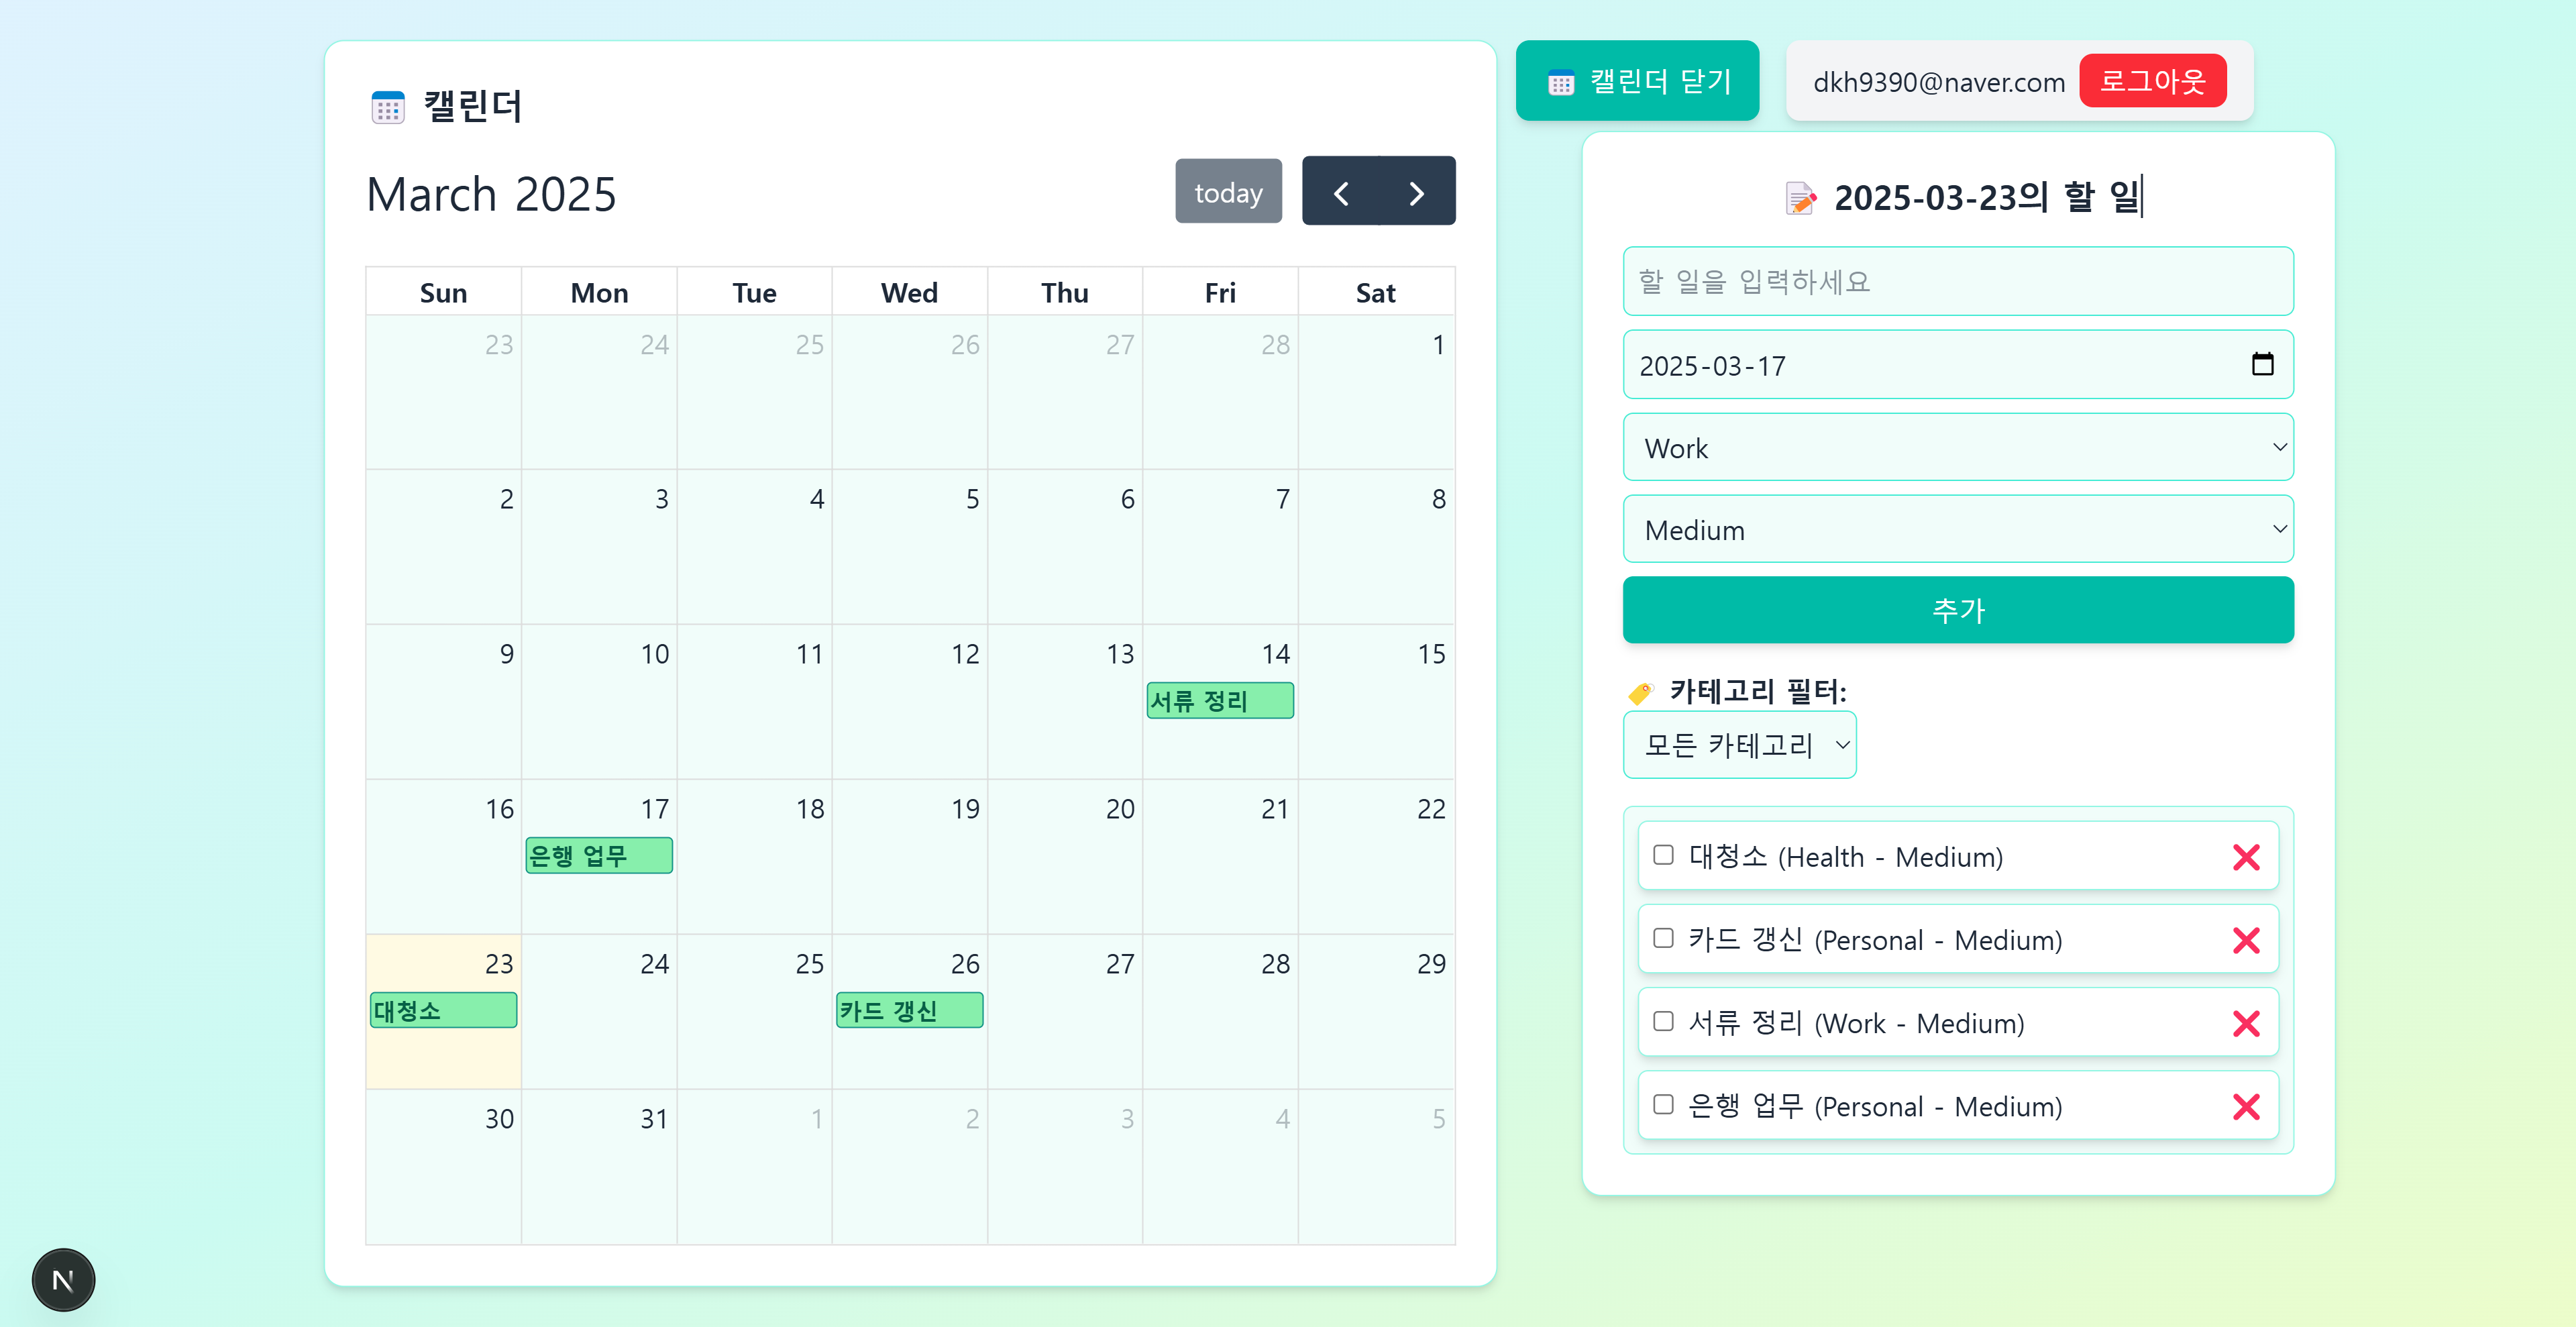 캘린더
March 2025
today
Sun Mon Tue Wed Thu Fri Sat
23 24 25 26 27 28 1
2 3 4 5 6 7 8
9 10 11 12 13 14 15
서류 정리
16 17 18 19 20 21 22
은행 업무
23 24 25 26 27 28 29
대청소 카드 갱신
30 31 1 2 3 4 5
N
캘린더 닫기
dkh9390@naver.com 로그아웃
2025-03-23의 할 일
할 일을 입력하세요
2025-03-17
Work
Medium
추가
카테고리 필터:
모든 카테고리
대청소 (Health - Medium)
카드 갱신 (Personal - Medium)
서류 정리 (Work - Medium)
은행 업무 (Personal - Medium)